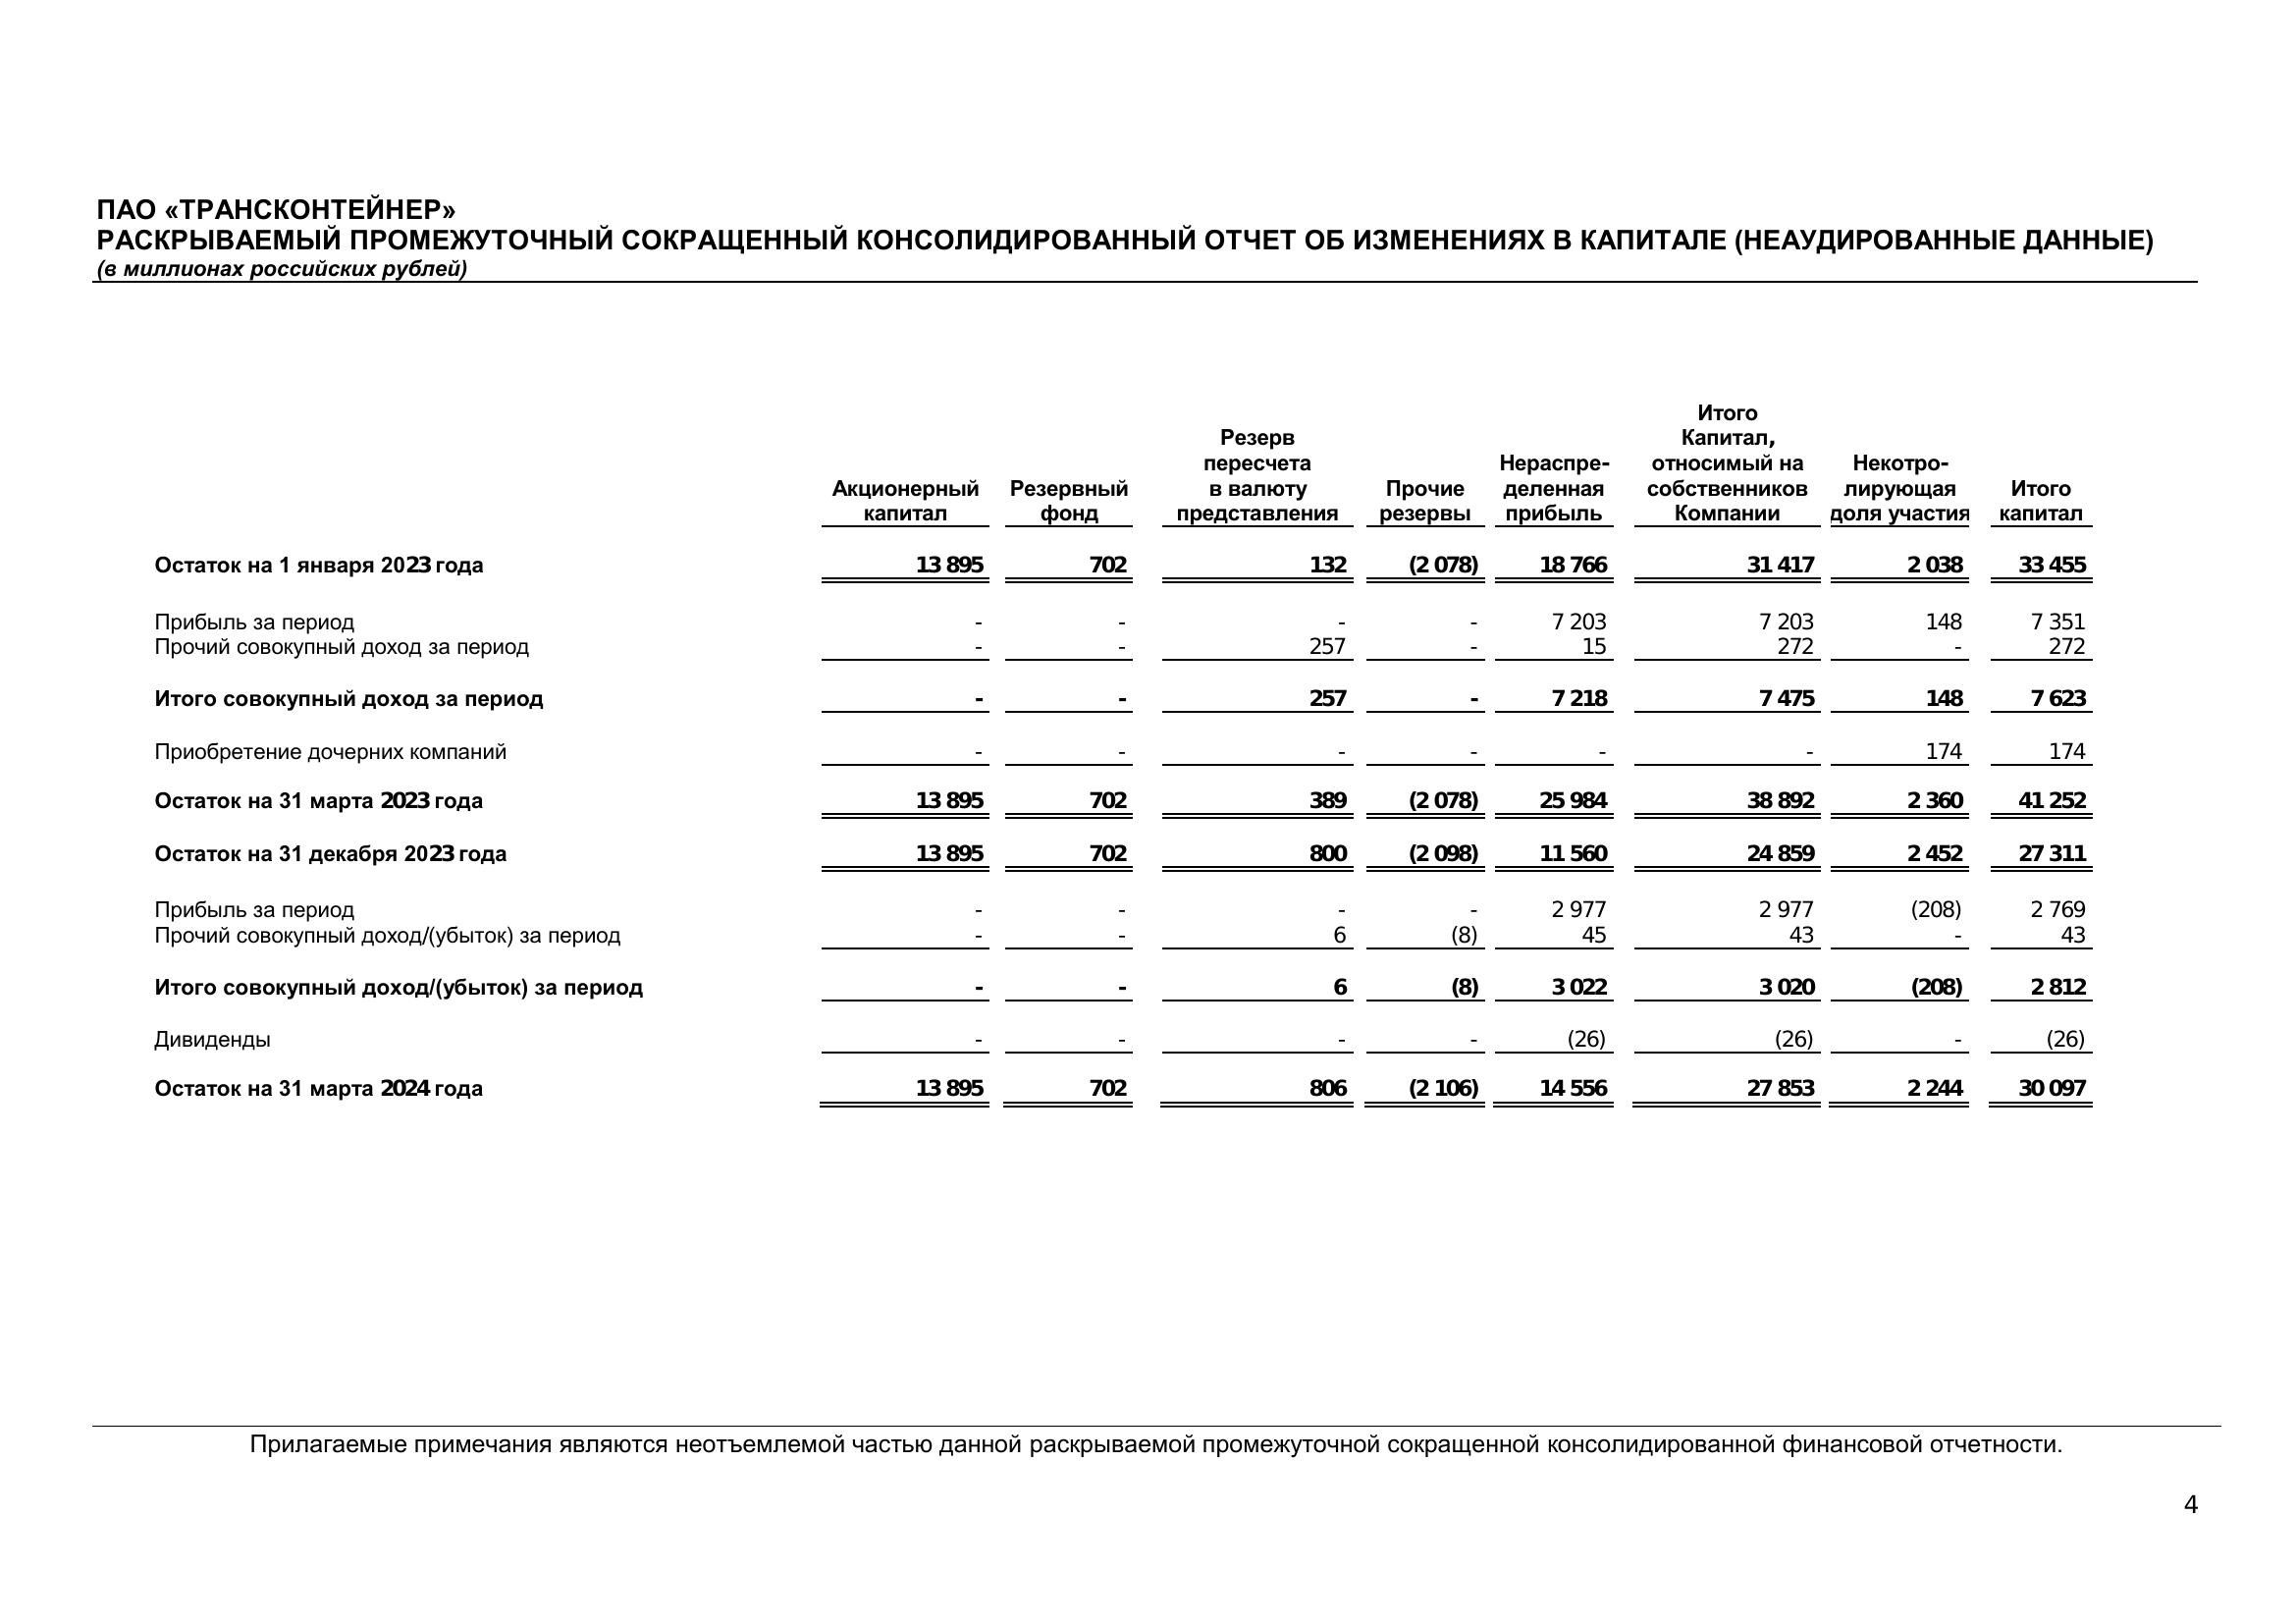 ПАО «ТРАНСКОНТЕЙНЕР»
РАСКРЫВАЕМЫЙ ПРОМЕЖУТОЧНЫЙ СОКРАЩЕННЫЙ КОНСОЛИДИРОВАННЫЙ ОТЧЕТ ОБ ИЗМЕНЕНИЯХ В КАПИТАЛЕ (НЕАУДИРОВАННЫЕ ДАННЫЕ)
(в миллионах российских рублей)
Акционерный капитал Резервный фонд Резерв пересчета в валюту представления Прочие резервы Нераспре-деленная прибыль Итого Капитал, относимый на собственников Компании Некотро-лирующая доля участия Итого капитал
Остаток на 1 января 2023 года 13 895 702 132 (2 078) 18 766 31 417 2 038 33 455
Прибыль за период - - - - 7 203 7 203 148 7 351
Прочий совокупный доход за период - - 257 - 15 272 - 272
Итого совокупный доход за период - - 257 - 7 218 7 475 148 7 623
Приобретение дочерних компаний - - - - - - 174 174
Остаток на 31 марта 2023 года 13 895 702 389 (2 078) 25 984 38 892 2 360 41 252
Остаток на 31 декабря 2023 года 13 895 702 800 (2 098) 11 560 24 859 2 452 27 311
Прибыль за период - - - - 2 977 2 977 (208) 2 769
Прочий совокупный доход/(убыток) за период - - 6 (8) 45 43 - 43
Итого совокупный доход/(убыток) за период - - 6 (8) 3 022 3 020 (208) 2 812
Дивиденды - - - - (26) (26) - (26)
Остаток на 31 марта 2024 года 13 895 702 806 (2 106) 14 556 27 853 2 244 30 097
Прилагаемые примечания являются неотъемлемой частью данной раскрываемой промежуточной сокращенной консолидированной финансовой отчетности.
4